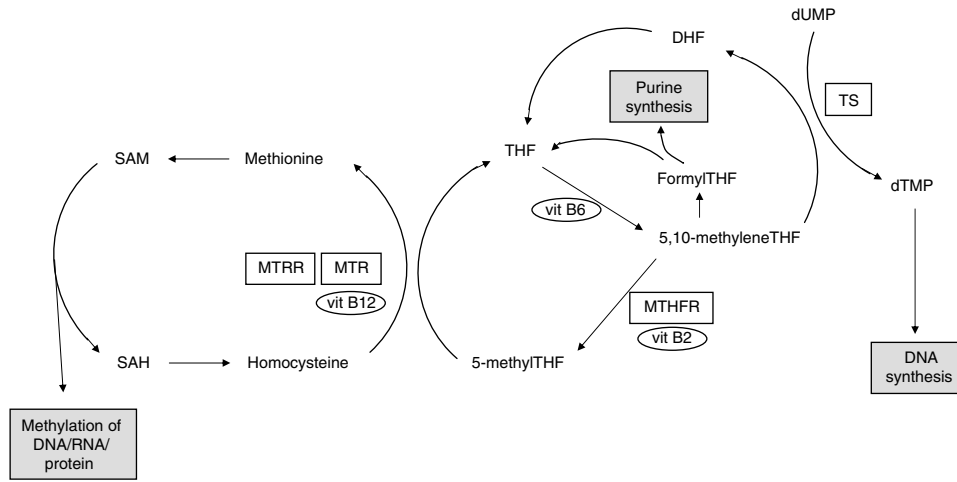 dUMP
DHF
Purine
synthesis
TS
THF
SAM
Methionine
FormylTHF
dTMP
vit B6
5,10-methyleneTHF
MTRR
MTR
vit B12
MTHFR
vit B2
SAH
Homocysteine
5-methylTHF
DNA
synthesis
Methylation of
DNA/RNA/
protein